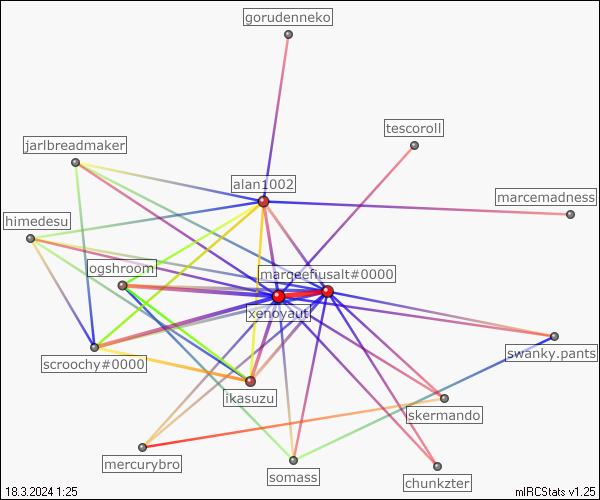 gorudenneko
tescoroll
jarlbreadmaker
alan1002
marcemadness
himedesu
ogshroom
margeefiusalt#0000
xenoyaut
scroochy#0000
swanky.pants
ikasuzu
skermando
mercurybro
somass
chunkzter
18.3.2024 1:25
mIRCStats v1.25